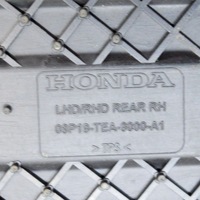 HONDA
LHD/RHD REAR RH
08P18-TEA-0000-A1
> TPE <